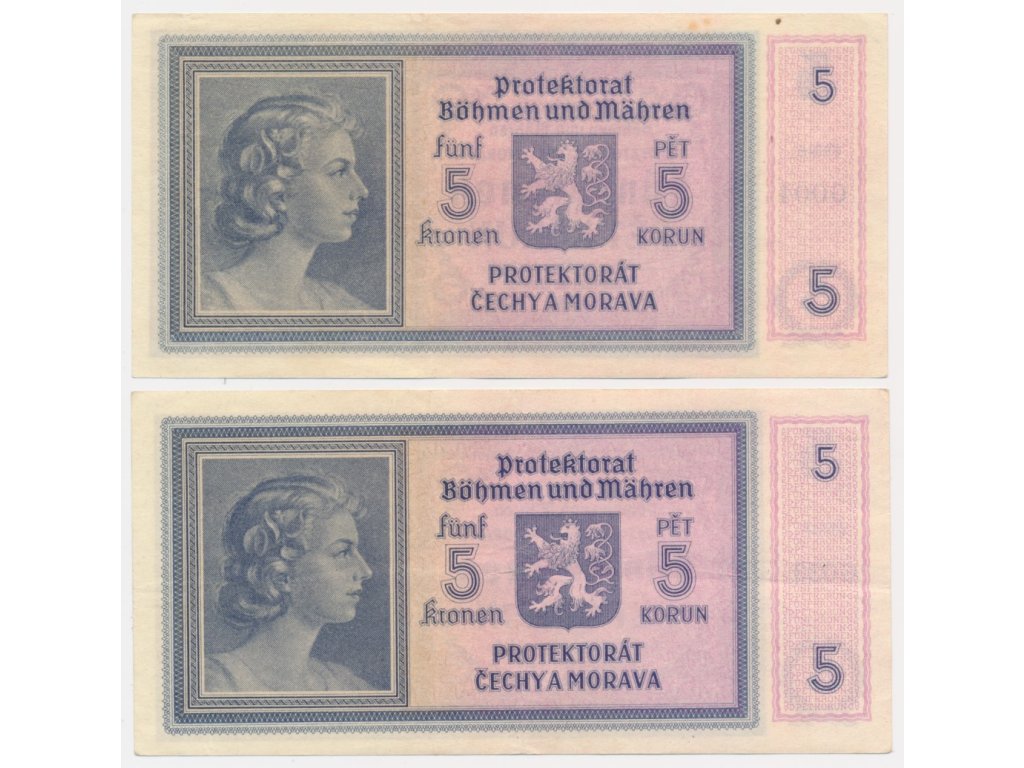 Protektorat
Böhmen und Mähren
fünf
5
kronen
PĚT
5
KORUN
PROTEKTORÁT
ČECHY A MORAVA
5
5
Protektorat
Böhmen und Mähren
fünf
5
kronen
PĚT
5
KORUN
PROTEKTORÁT
ČECHY A MORAVA
5
5